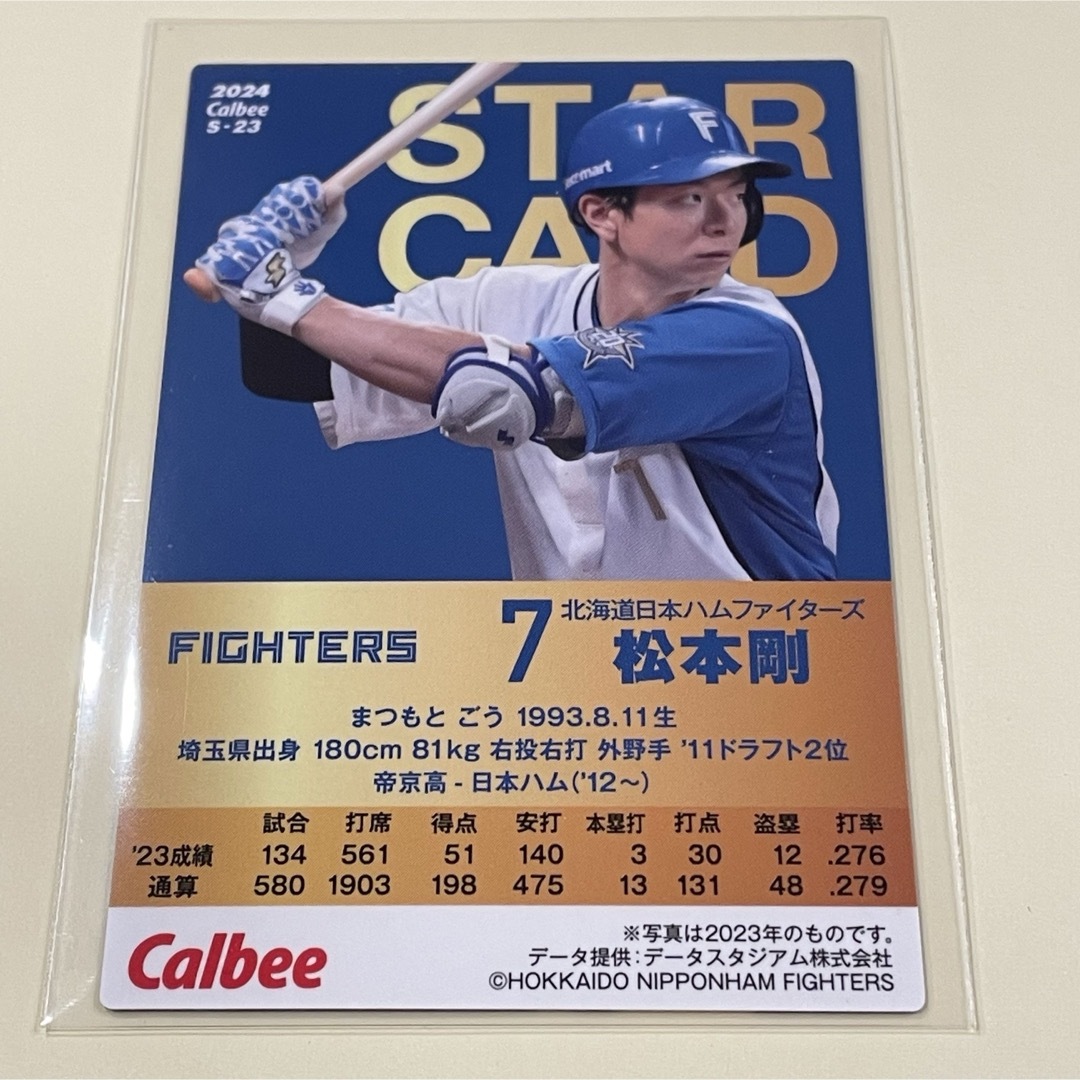 2024
Calbee
S-23
STAR
CARD
F
mart
7
FIGHTERS
7
北海道日本ハムファイターズ
松本剛
まつもと ごう 1993.8.11生
埼玉県出身 180cm 81kg 右投右打 外野手 '11ドラフト2位
帝京高 - 日本ハム('12〜)
試合 打席 得点 安打 本塁打 打点 盗塁 打率
'23成績 134 561 51 140 3 30 12 .276
通算 580 1903 198 475 13 131 48 .279
Calbee
※写真は2023年のものです。
データ提供:データスタジアム株式会社
©HOKKAIDO NIPPONHAM FIGHTERS